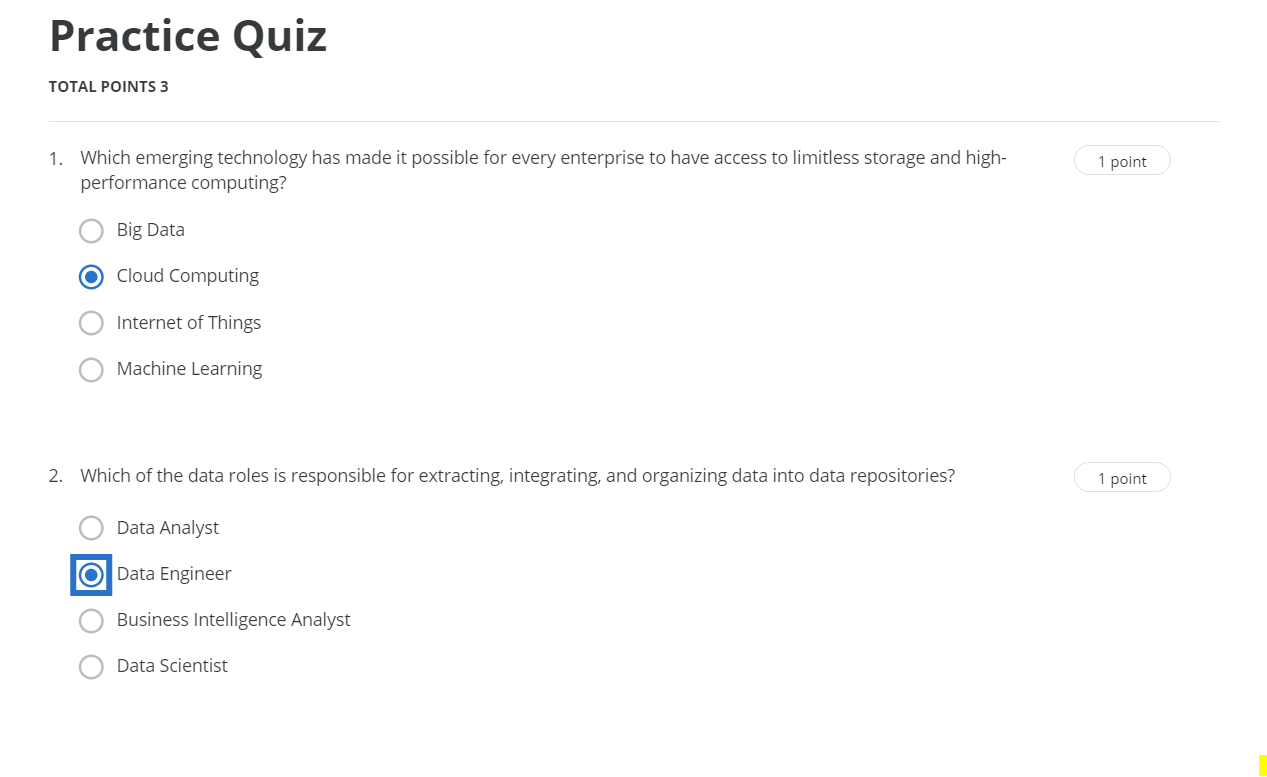 Practice Quiz
TOTAL POINTS 3
1. Which emerging technology has made it possible for every enterprise to have access to limitless storage and high-
performance computing?
1 point
Big Data
Cloud Computing
Internet of Things
Machine Learning
2. Which of the data roles is responsible for extracting, integrating, and organizing data into data repositories?
1 point
Data Analyst
Data Engineer
Business Intelligence Analyst
Data Scientist